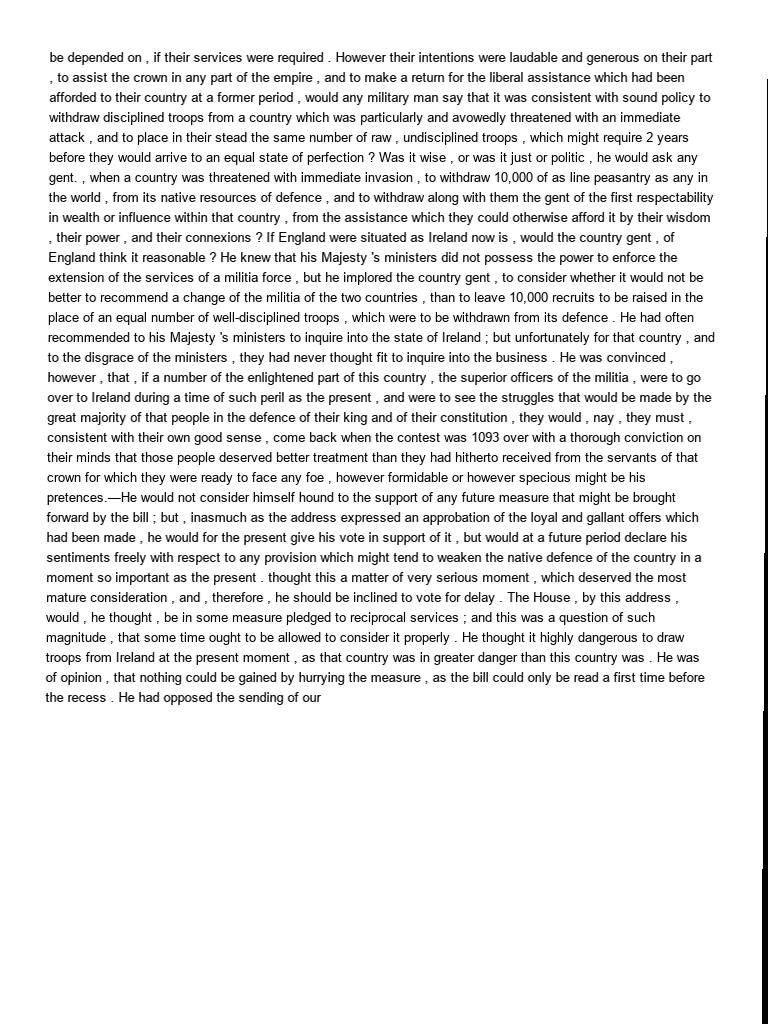 be depended on , if their services were required . However their intentions were laudable and generous on their part
, to assist the crown in any part of the empire , and to make a return for the liberal assistance which had been
afforded to their country at a former period , would any military man say that it was consistent with sound policy to
withdraw disciplined troops from a country which was particularly and avowedly threatened with an immediate
attack , and to place in their stead the same number of raw , undisciplined troops , which might require 2 years
before they would arrive to an equal state of perfection ? Was it wise , or was it just or politic , he would ask any
gent. , when a country was threatened with immediate invasion , to withdraw 10,000 of as line peasantry as any in
the world , from its native resources of defence , and to withdraw along with them the gent of the first respectability
in wealth or influence within that country , from the assistance which they could otherwise afford it by their wisdom
, their power , and their connexions ? If England were situated as Ireland now is , would the country gent , of
England think it reasonable ? He knew that his Majesty 's ministers did not possess the power to enforce the
extension of the services of a militia force , but he implored the country gent , to consider whether it would not be
better to recommend a change of the militia of the two countries , than to leave 10,000 recruits to be raised in the
place of an equal number of well-disciplined troops , which were to be withdrawn from its defence . He had often
recommended to his Majesty 's ministers to inquire into the state of Ireland ; but unfortunately for that country , and
to the disgrace of the ministers , they had never thought fit to inquire into the business . He was convinced ,
however , that , if a number of the enlightened part of this country , the superior officers of the militia , were to go
over to Ireland during a time of such peril as the present , and were to see the struggles that would be made by the
great majority of that people in the defence of their king and of their constitution , they would , nay , they must ,
consistent with their own good sense , come back when the contest was 1093 over with a thorough conviction on
their minds that those people deserved better treatment than they had hitherto received from the servants of that
crown for which they were ready to face any foe , however formidable or however specious might be his
pretences.—He would not consider himself hound to the support of any future measure that might be brought
forward by the bill ; but , inasmuch as the address expressed an approbation of the loyal and gallant offers which
had been made , he would for the present give his vote in support of it , but would at a future period declare his
sentiments freely with respect to any provision which might tend to weaken the native defence of the country in a
moment so important as the present . thought this a matter of very serious moment , which deserved the most
mature consideration , and , therefore , he should be inclined to vote for delay . The House , by this address ,
would , he thought , be in some measure pledged to reciprocal services ; and this was a question of such
magnitude , that some time ought to be allowed to consider it properly . He thought it highly dangerous to draw
troops from Ireland at the present moment , as that country was in greater danger than this country was . He was
of opinion , that nothing could be gained by hurrying the measure , as the bill could only be read a first time before
the recess . He had opposed the sending of our